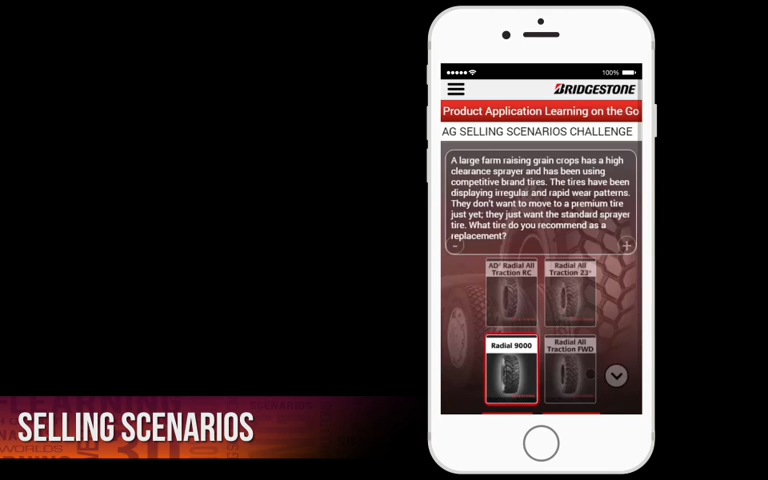 100%
BRIDGESTONE
Product Application Learning on the Go
AG SELLING SCENARIOS CHALLENGE
A large farm raising grain crops has a high
clearance sprayer and has been using
competitive brand tires. The tires have been
displaying irregular and rapid wear patterns.
They don't want to move to a premium tire
just yet; they just want the standard sprayer
tire. What tire do you recommend as a
replacement?
- +
AD² Radial All
Traction RC
Radial All
Traction 23°
Radial 9000
Radial All
Traction FWD
LEARNING
SCENARIOS
WORLDS
3D
SELLING SCENARIOS